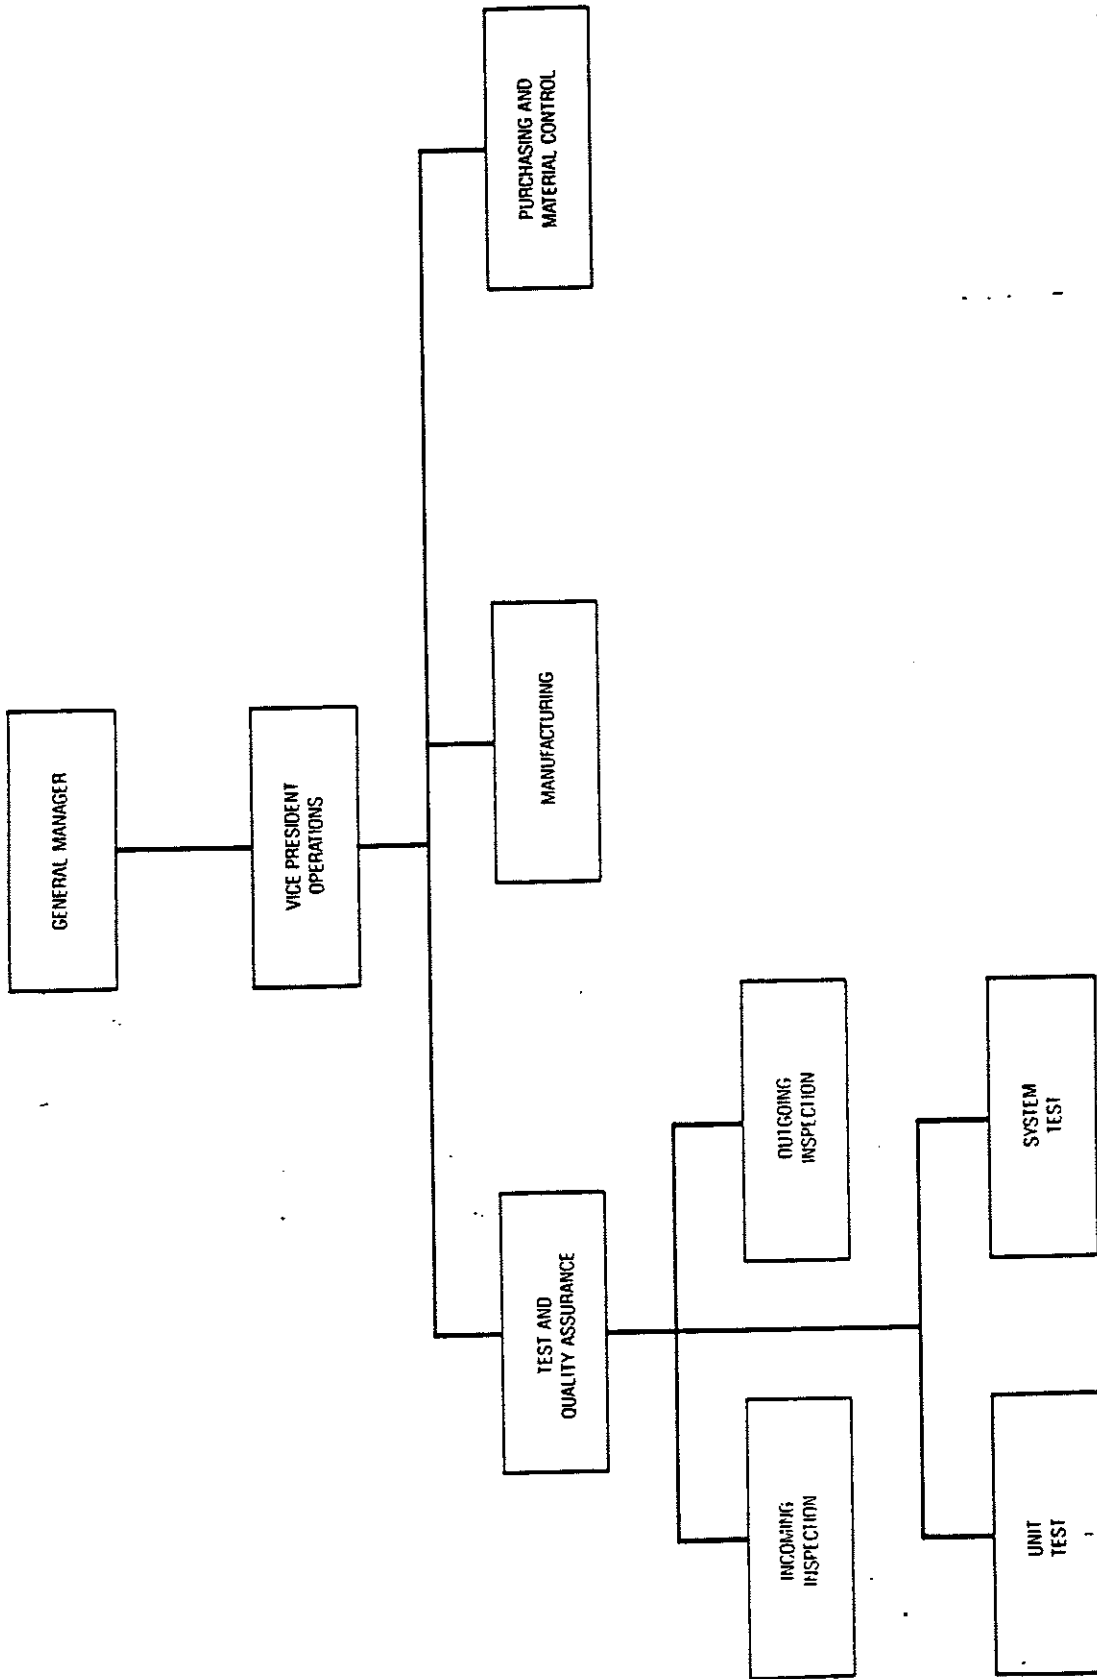 GENERAL MANAGER
VICE PRESIDENT
OPERATIONS
TEST AND
QUALITY ASSURANCE
MANUFACTURING
PURCHASING AND
MATERIAL CONTROL
INCOMING
INSPECTION
OUTGOING
INSPECTION
UNIT
TEST
SYSTEM
TEST